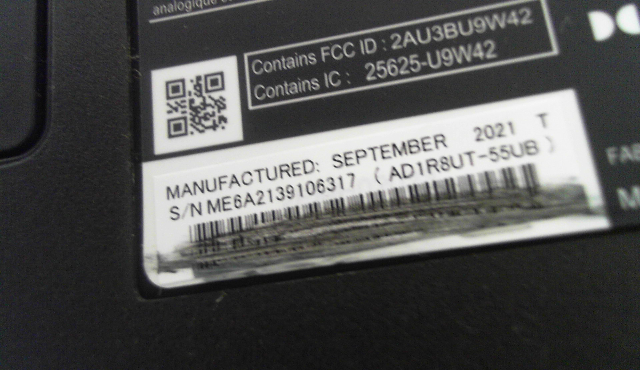 analogique
Contains FCC ID : 2AU3BU9W42
Contains IC : 25625-U9W42
MANUFACTURED: SEPTEMBER 2021 T
S/N ME6A2139106317 ( AD1R8UT-55UB )